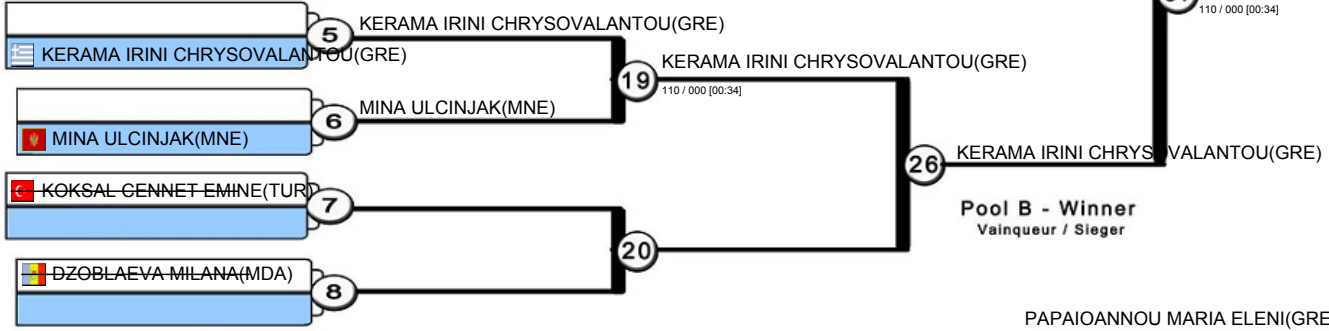 110 / 000 [00:34]
5
KERAMA IRINI CHRYSOVALANTOU(GRE)
KERAMA IRINI CHRYSOVALANTOU(GRE)
19
KERAMA IRINI CHRYSOVALANTOU(GRE)
110 / 000 [00:34]
6
MINA ULCINJAK(MNE)
MINA ULCINJAK(MNE)
26
KERAMA IRINI CHRYSOVALANTOU(GRE)
KOKSAL CENNET EMINE(TUR)
7
Pool B - Winner
Vainqueur / Sieger
20
DZOBLAEVA MILANA(MDA)
8
PAPAIOANNOU MARIA ELENI(GRE